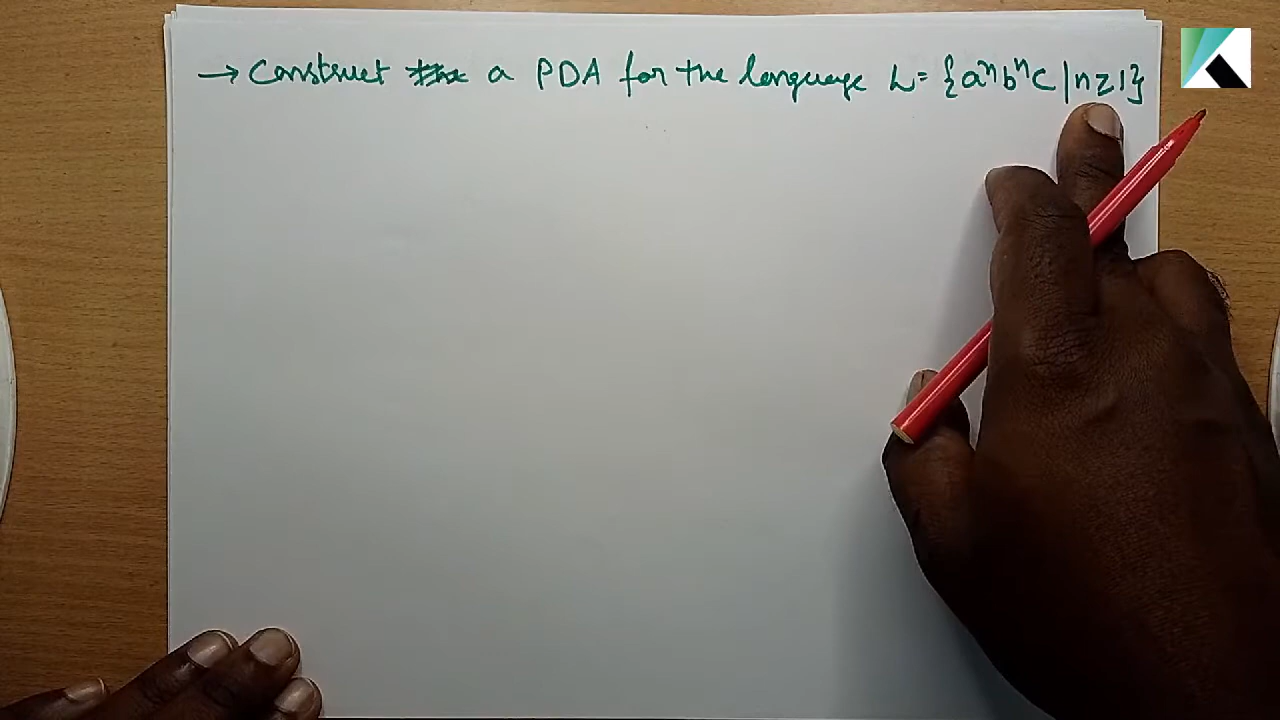 → Construct a PDA for the language L = {aⁿbⁿc | n ≥ 1}